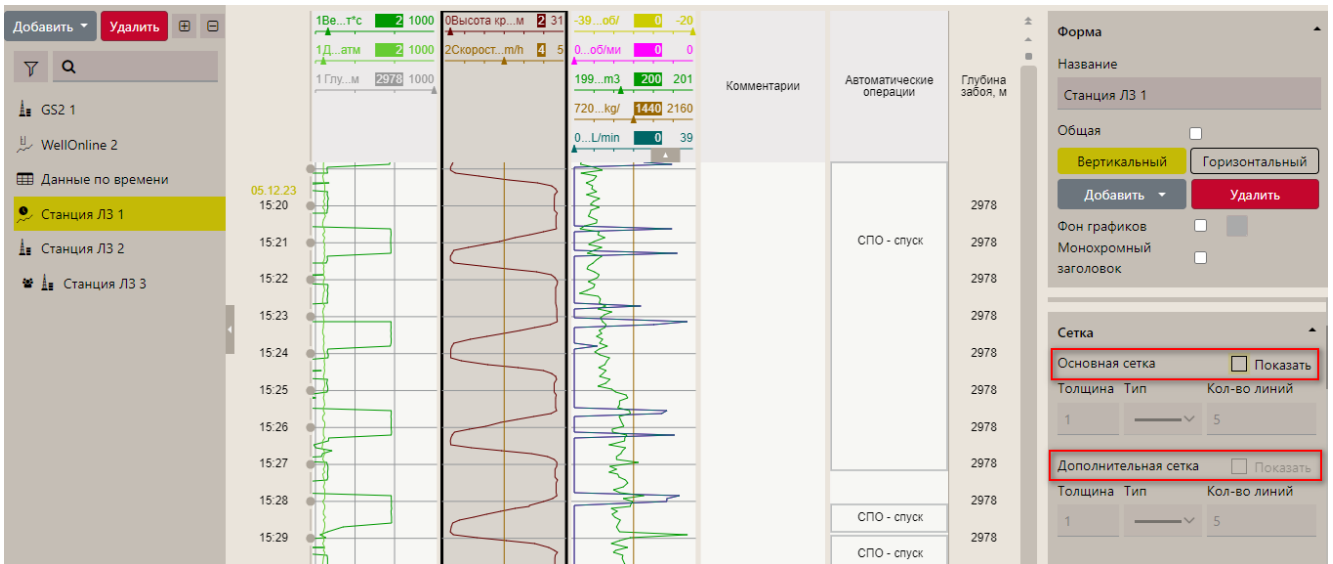 Добавить
Удалить
GS2 1
WellOnline 2
Данные по времени
Станция ЛЗ 1
Станция ЛЗ 2
Станция ЛЗ 3
1Ве...т*с 2 1000
1Д...атм 2 1000
1 Глу...м 2978 1000
0Высота кр...м 2 31
2Скорост...m/h 4 5
-39...об/ 0 -20
0...об/ми 0 0
199...m3 200 201
720...kg/ 1440 2160
0...L/min 0 39
Комментарии
Автоматические
операции
Глубина
забоя, м
05.12.23
15:20 2978
15:21 СПО - спуск 2978
15:22 2978
15:23 2978
15:24 2978
15:25 2978
15:26 2978
15:27 2978
15:28 2978
СПО - спуск
15:29 2978
СПО - спуск
Форма
Название
Станция ЛЗ 1
Общая
Вертикальный Горизонтальный
Добавить Удалить
Фон графиков
Монохромный
заголовок
Сетка
Основная сетка Показать
Толщина Тип Кол-во линий
1 5
Дополнительная сетка Показать
Толщина Тип Кол-во линий
1 5